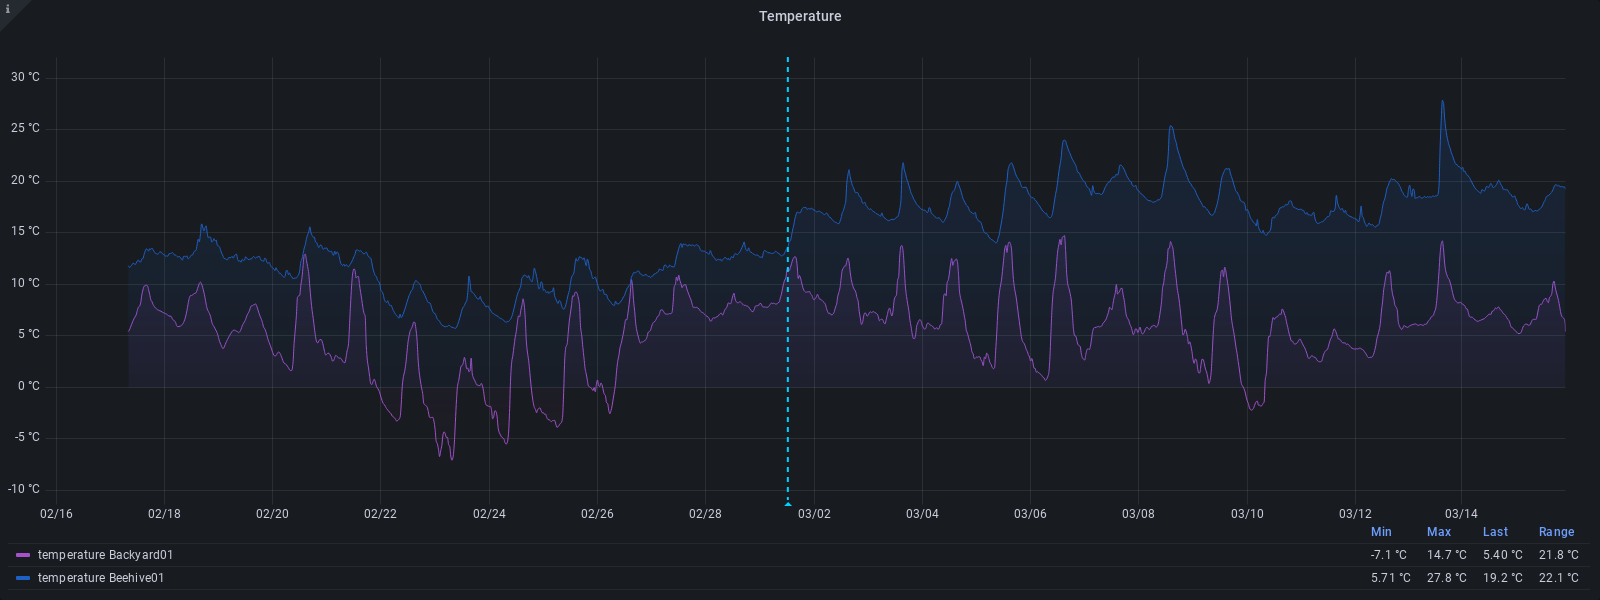 i
Temperature
30 °C
25 °C
20 °C
15 °C
10 °C
5 °C
0 °C
-5 °C
-10 °C
02/16 02/18 02/20 02/22 02/24 02/26 02/28 03/02 03/04 03/06 03/08 03/10 03/12 03/14
Min Max Last Range
temperature Backyard01 -7.1 °C 14.7 °C 5.40 °C 21.8 °C
temperature Beehive01 5.71 °C 27.8 °C 19.2 °C 22.1 °C